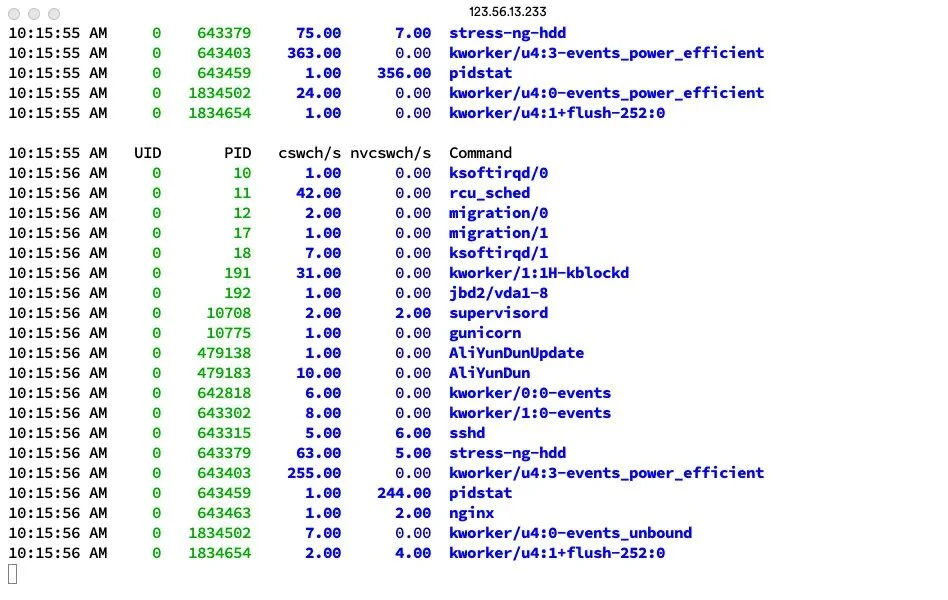 123.56.13.233
10:15:55 AM 0 643379 75.00 7.00 stress-ng-hdd
10:15:55 AM 0 643403 363.00 0.00 kworker/u4:3-events_power_efficient
10:15:55 AM 0 643459 1.00 356.00 pidstat
10:15:55 AM 0 1834502 24.00 0.00 kworker/u4:0-events_power_efficient
10:15:55 AM 0 1834654 1.00 0.00 kworker/u4:1+flush-252:0
10:15:55 AM UID PID cswch/s nvcswch/s Command
10:15:56 AM 0 10 1.00 0.00 ksoftirqd/0
10:15:56 AM 0 11 42.00 0.00 rcu_sched
10:15:56 AM 0 12 2.00 0.00 migration/0
10:15:56 AM 0 17 1.00 0.00 migration/1
10:15:56 AM 0 18 7.00 0.00 ksoftirqd/1
10:15:56 AM 0 191 31.00 0.00 kworker/1:1H-kblockd
10:15:56 AM 0 192 1.00 0.00 jbd2/vda1-8
10:15:56 AM 0 10708 2.00 2.00 supervisord
10:15:56 AM 0 10775 1.00 0.00 gunicorn
10:15:56 AM 0 479138 1.00 0.00 AliYunDunUpdate
10:15:56 AM 0 479183 10.00 0.00 AliYunDun
10:15:56 AM 0 642818 6.00 0.00 kworker/0:0-events
10:15:56 AM 0 643302 8.00 0.00 kworker/1:0-events
10:15:56 AM 0 643315 5.00 6.00 sshd
10:15:56 AM 0 643379 63.00 5.00 stress-ng-hdd
10:15:56 AM 0 643403 255.00 0.00 kworker/u4:3-events_power_efficient
10:15:56 AM 0 643459 1.00 244.00 pidstat
10:15:56 AM 0 643463 1.00 2.00 nginx
10:15:56 AM 0 1834502 7.00 0.00 kworker/u4:0-events_unbound
10:15:56 AM 0 1834654 2.00 4.00 kworker/u4:1+flush-252:0